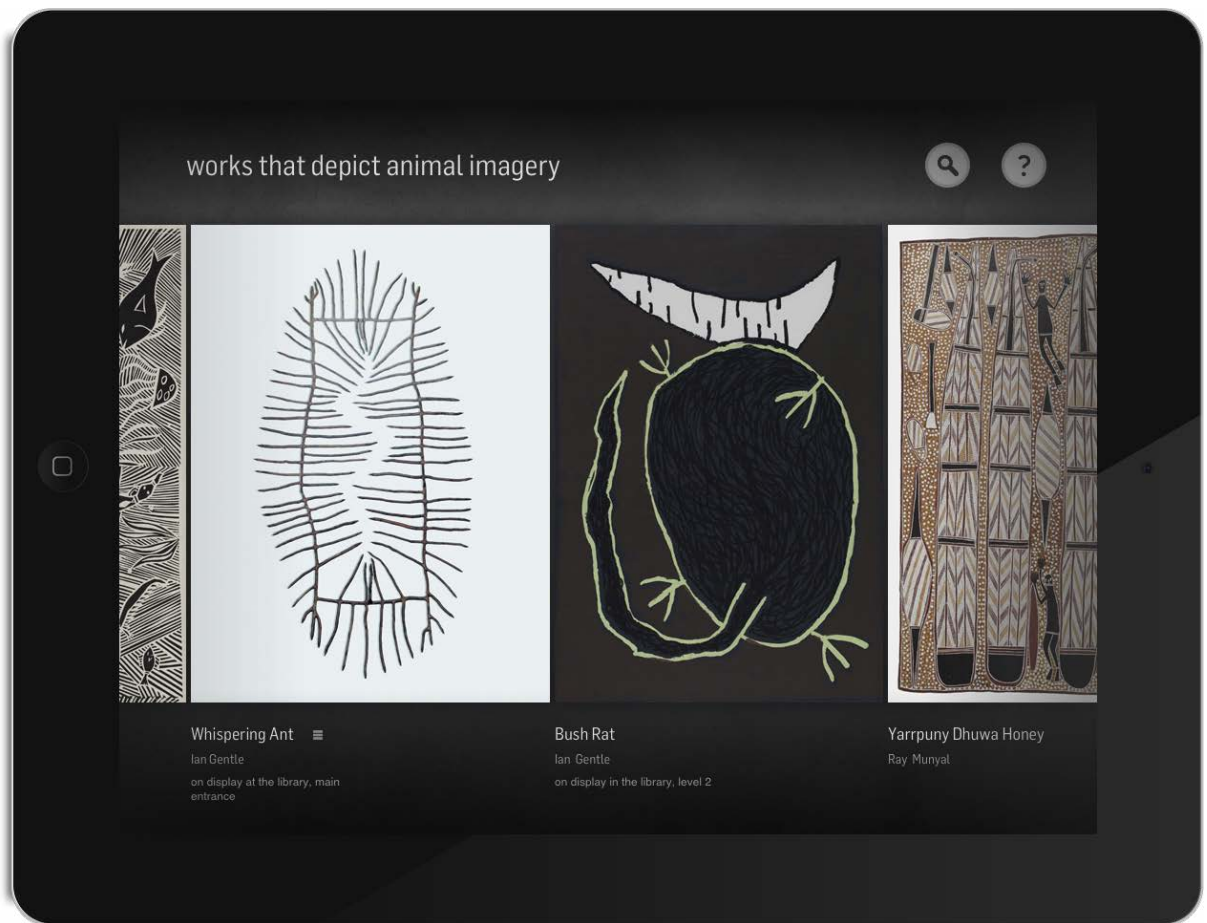 works that depict animal imagery
?
Whispering Ant
Ian Gentle
on display at the library, main
entrance
Bush Rat
Ian Gentle
on display in the library, level 2
Yarrpuny Dhuwa Honey
Ray Munyal